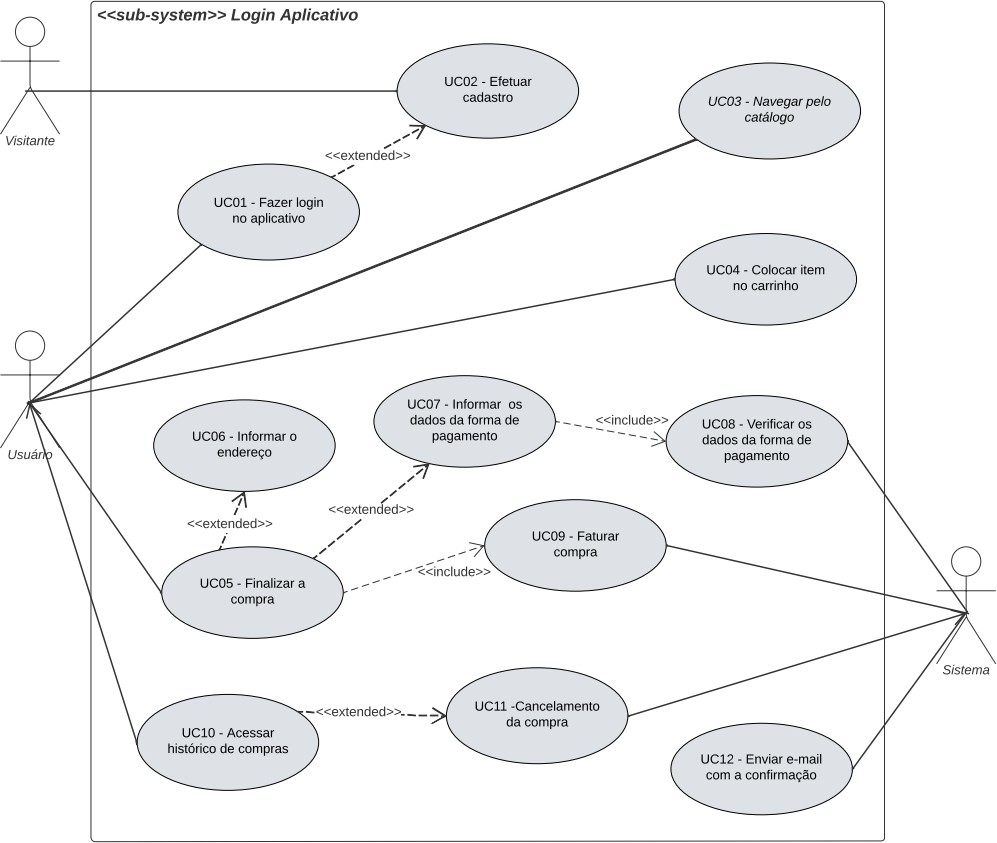 <<sub-system>> Login Aplicativo
UC02 - Efetuar
cadastro
UC03 - Navegar pelo
catálogo
Visitante
<<extended>>
UC01 - Fazer login
no aplicativo
UC04 - Colocar item
no carrinho
UC07 - Informar  os
dados da forma de
pagamento
<<include>>
UC08 - Verificar os
dados da forma de
pagamento
UC06 - Informar o
endereço
Usuário
<<extended>>
<<extended>>
UC09 - Faturar
compra
<<include>>
UC05 - Finalizar a
compra
Sistema
UC10 - Acessar
histórico de compras
<<extended>>
UC11 -Cancelamento
da compra
UC12 - Enviar e-mail
com a confirmação